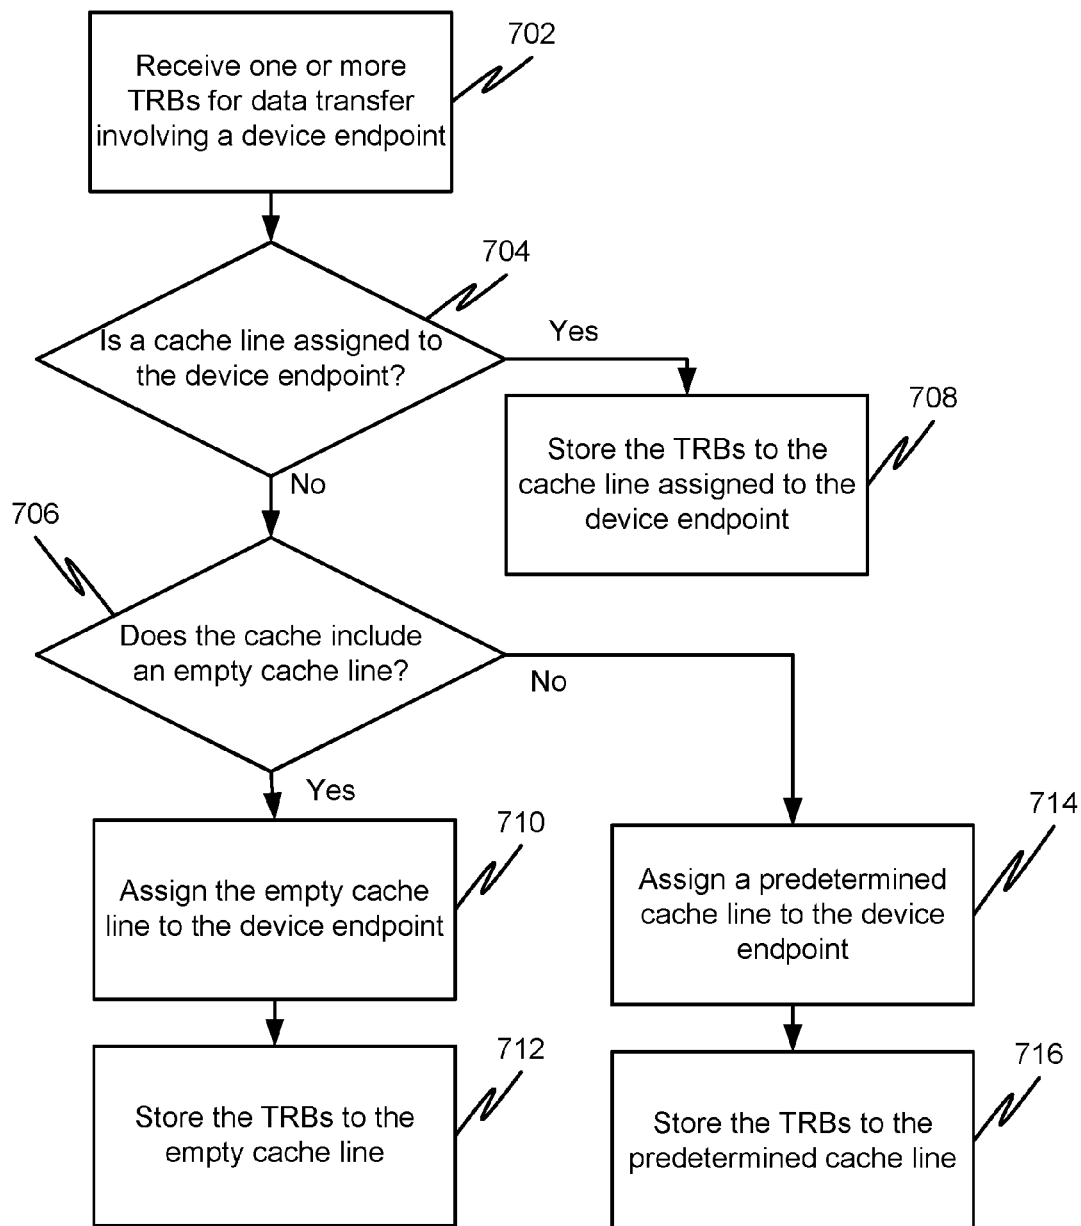 702
Receive one or more
TRBs for data transfer
involving a device endpoint
704
Is a cache line assigned to
the device endpoint?
Yes
708
Store the TRBs to the
cache line assigned to the
device endpoint
No
706
Does the cache include
an empty cache line?
No
Yes
710
Assign the empty cache
line to the device endpoint
714
Assign a predetermined
cache line to the device
endpoint
712
Store the TRBs to the
empty cache line
716
Store the TRBs to the
predetermined cache line